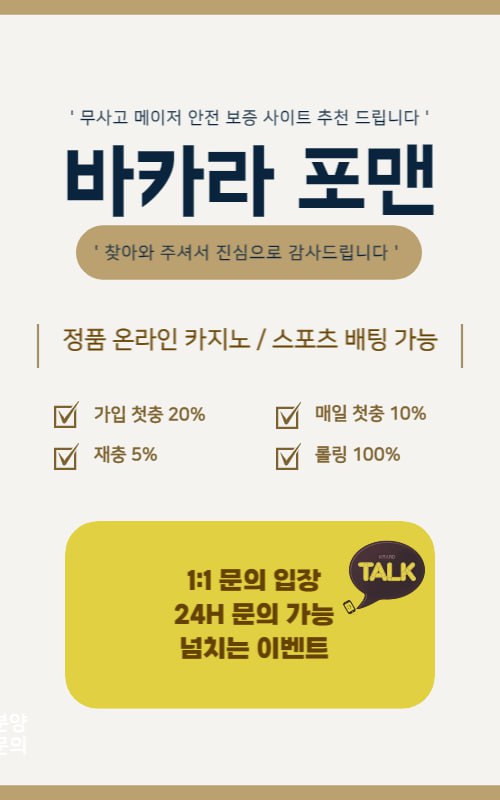 ' 무사고 메이저 안전 보증 사이트 추천 드립니다 '
바카라 포맨
' 찾아와 주셔서 진심으로 감사드립니다 '
정품 온라인 카지노 / 스포츠 배팅 가능
가입 첫충 20%
매일 첫충 10%
재충 5%
롤링 100%
TALK
1:1 문의 입장
24H 문의 가능
넘치는 이벤트
문의